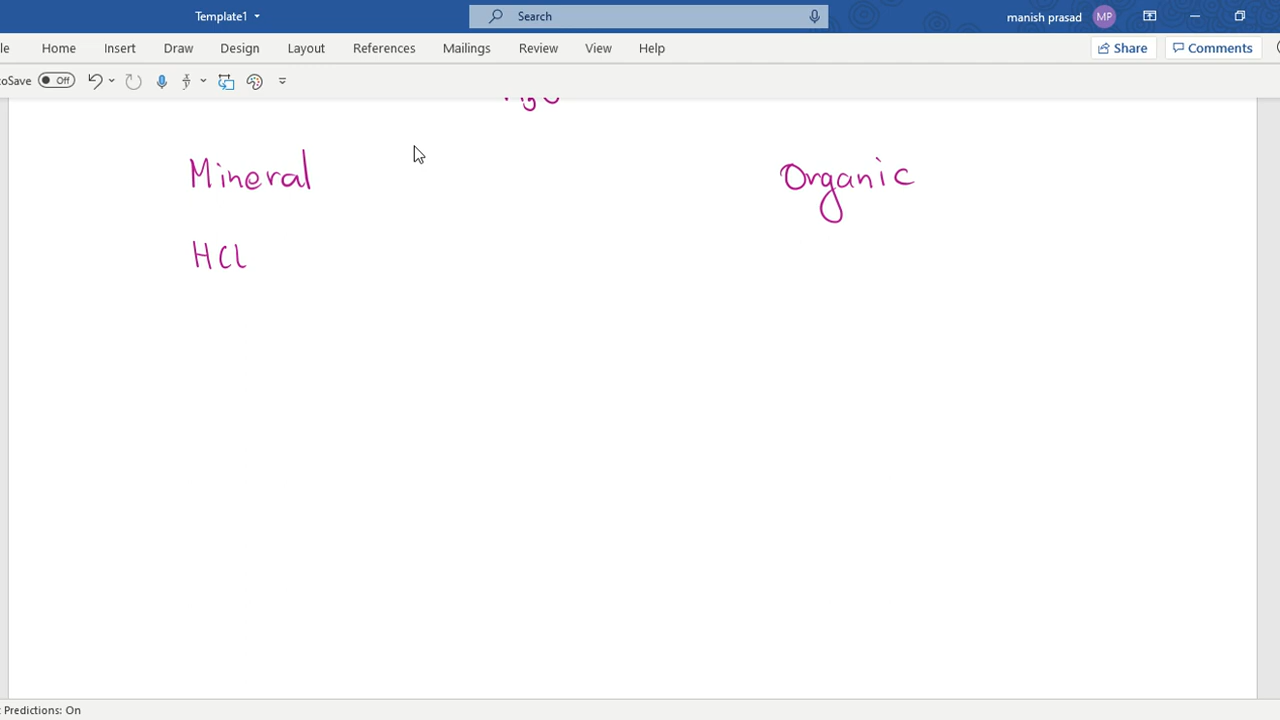 Template1
Search
manish prasad MP
Home Insert Draw Design Layout References Mailings Review View Help Share Comments
Off
Mineral Organic
HCl
Predictions: On